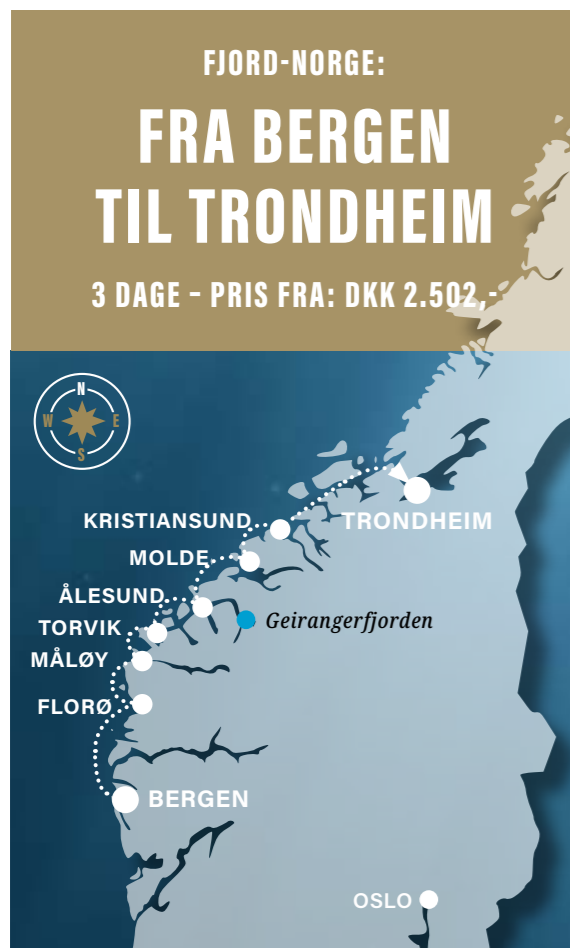 FJORD-NORGE:
FRA BERGEN
TIL TRONDHEIM
3 DAGE – PRIS FRA: DKK 2.502,-
N
W E
S
KRISTIANSUND
TRONDHEIM
MOLDE
ÅLESUND
Geirangerfjorden
TORVIK
MÅLØY
FLORØ
BERGEN
OSLO